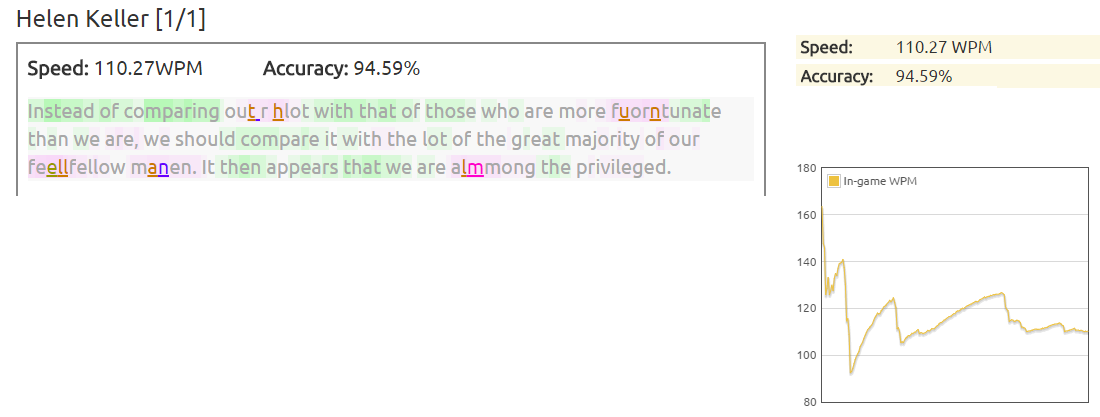 Helen Keller [1/1]
Speed: 110.27WPM Accuracy: 94.59%
Instead of comparing out r hlot with that of those who are more fuorntunate
than we are, we should compare it with the lot of the great majority of our
feellfellow manen. It then appears that we are almmong the privileged.
Speed: 110.27 WPM
Accuracy: 94.59%
180
In-game WPM
160
140
120
100
80